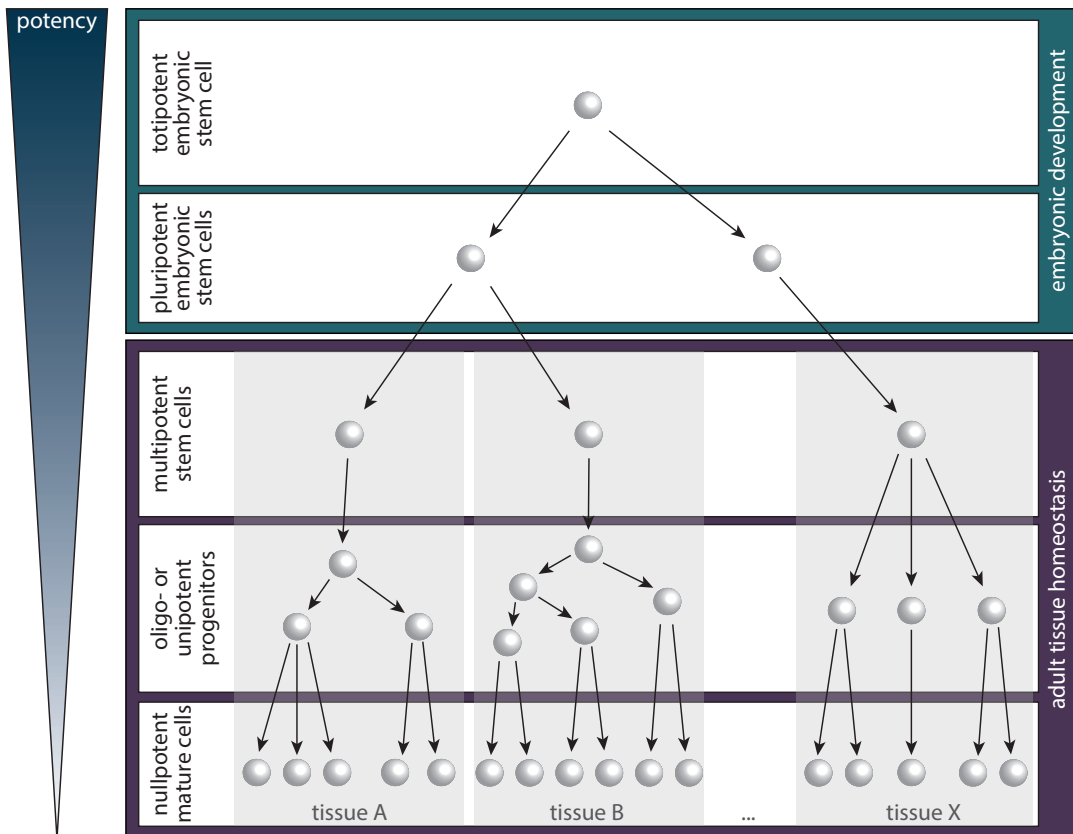 potency
totipotent
embryonic
stem cell
pluripotent
embryonic
stem cells
embryonic development
multipotent
stem cells
oligo- or
unipotent
progenitors
nullpotent
mature cells
adult tissue homeostasis
tissue A
tissue B
...
tissue X